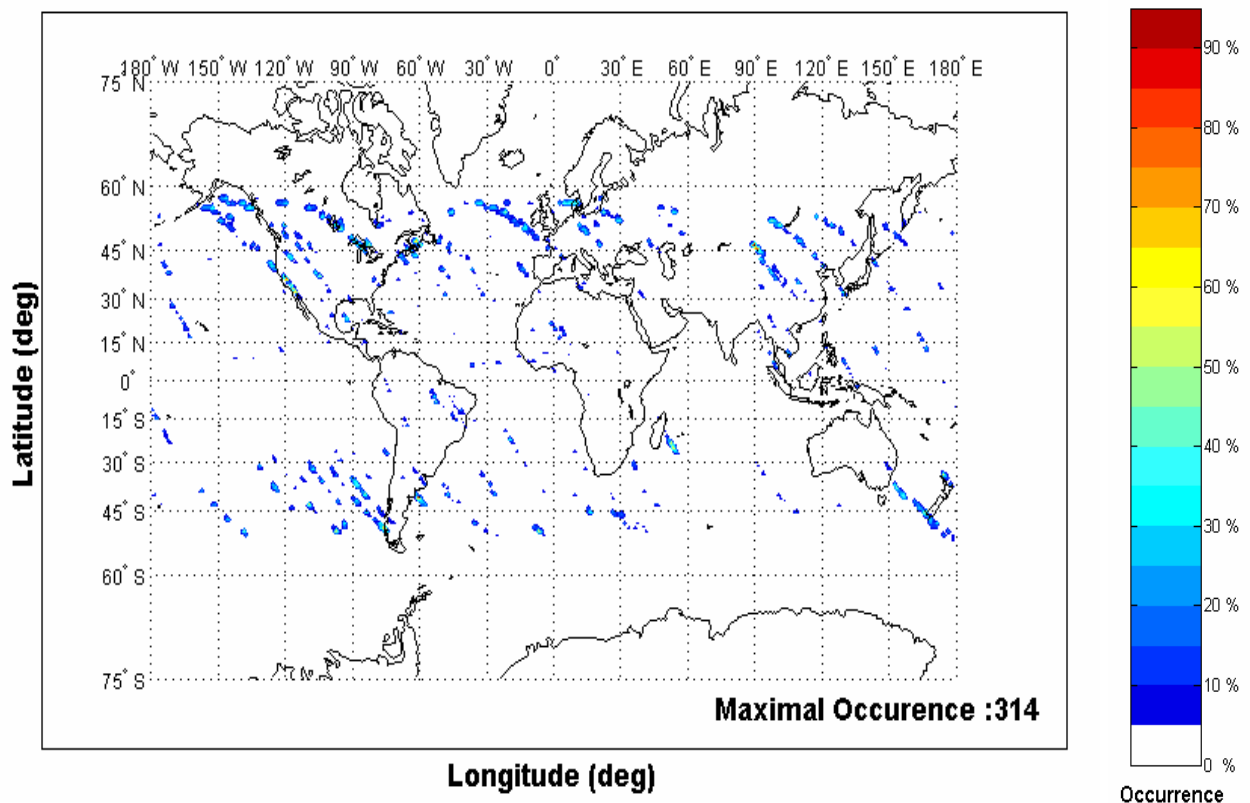 180° W 150° W 120° W 90° W 60° W 30° W 0° 30° E 60° E 90° E 120° E 150° E 180° E
75° N
60° N
45° N
30° N
15° N
0°
15° S
30° S
45° S
60° S
75° S
Latitude (deg)
Maximal Occurence :314
Longitude (deg)
90 %
80 %
70 %
60 %
50 %
40 %
30 %
20 %
10 %
0 %
Occurrence